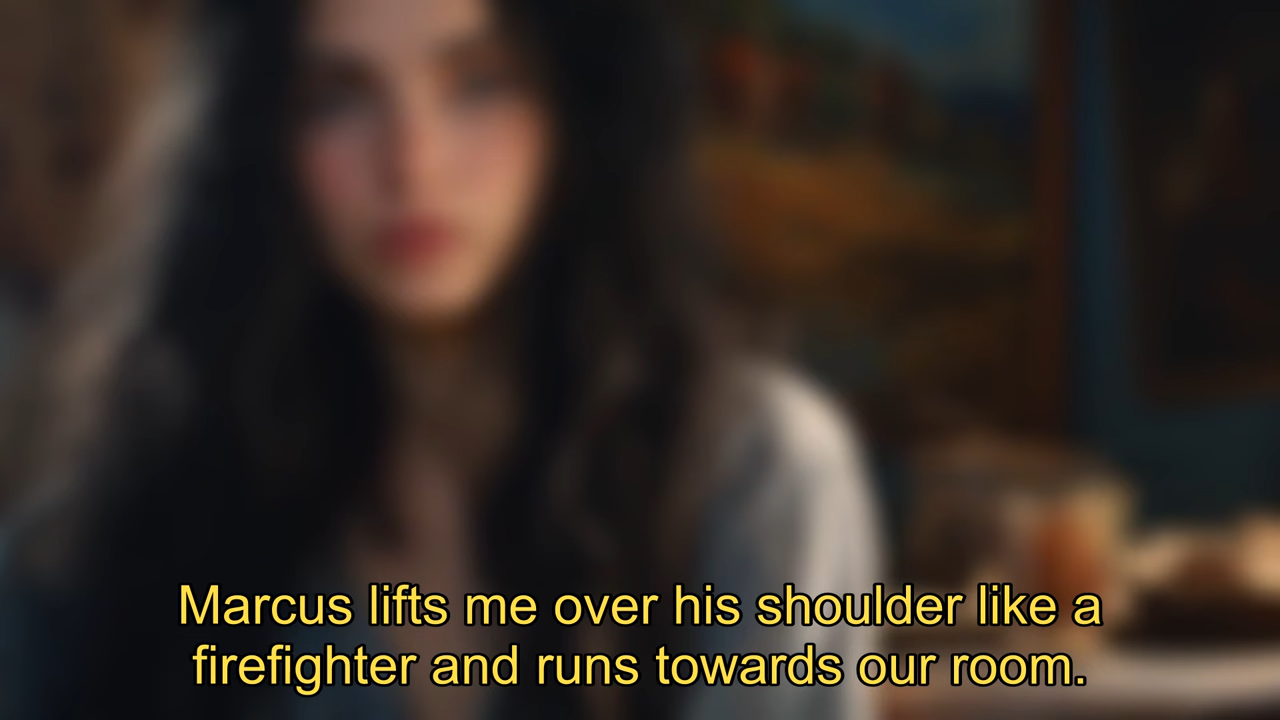 Marcus lifts me over his shoulder like a
firefighter and runs towards our room.